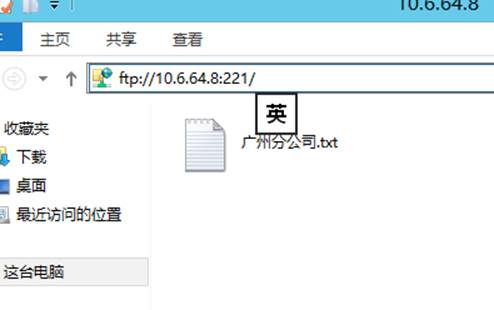 10.6.64.8
主页 共享 查看
ftp://10.6.64.8:221/
英
收藏夹
广州分公司.txt
下载
桌面
最近访问的位置
这台电脑